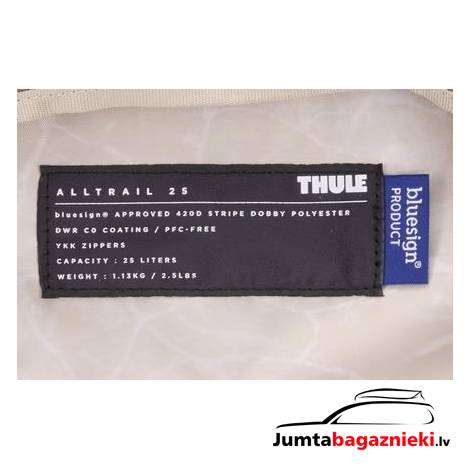 ALLTRAIL 25
THULE
bluesign® APPROVED 420D STRIPE DOBBY POLYESTER
DWR C0 COATING / PFC-FREE
YKK ZIPPERS
CAPACITY : 25 LITERS
WEIGHT : 1.13KG / 2.5LBS
bluesign®
PRODUCT
Jumtabagaznieki.lv